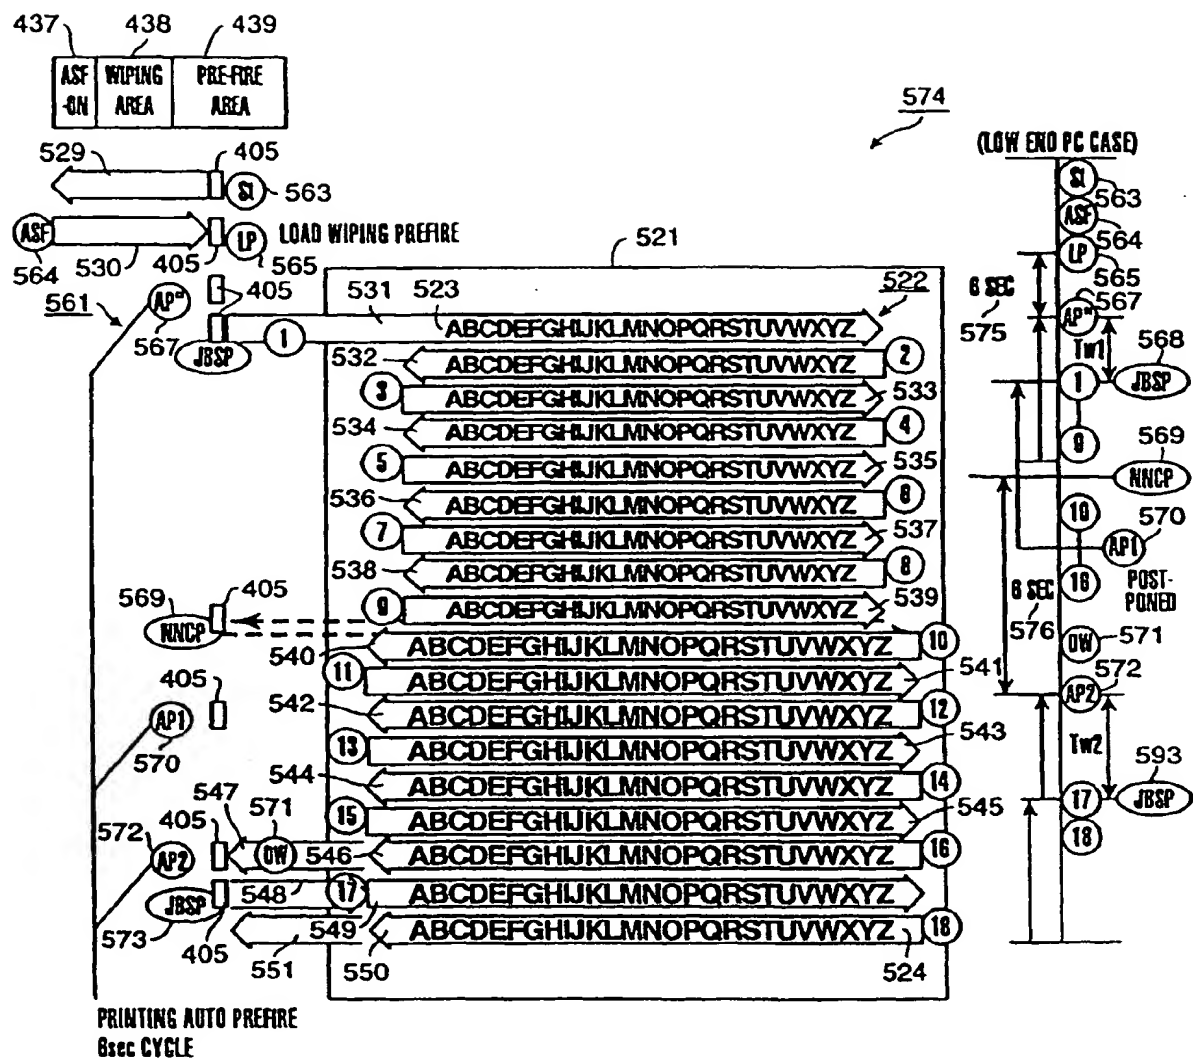 437 438 439
ASF WIPING PRE-FIRE
-ON AREA AREA
574
529 405
(LOW END PC CASE)
SI 563
SI 563
ASF 564
LP 565
ASF 564
530 405
LP 565
LOAD WIPING PREFIRE
521
405
561
AP" 567
531 523 522
6 SEC 575
AP" 567
Tw1 568
JBSP
1 ABCDEFGHIJKLMNOPQRSTUVWXYZ
1 JBSP
532 ABCDEFGHIJKLMNOPQRSTUVWXYZ 2
3 ABCDEFGHIJKLMNOPQRSTUVWXYZ 533
534 ABCDEFGHIJKLMNOPQRSTUVWXYZ 4
9 569
5 ABCDEFGHIJKLMNOPQRSTUVWXYZ 535
NNCP
536 ABCDEFGHIJKLMNOPQRSTUVWXYZ 6
10 570
7 ABCDEFGHIJKLMNOPQRSTUVWXYZ 537
AP1
538 ABCDEFGHIJKLMNOPQRSTUVWXYZ 8
16 POST-
PONED
569 405
9 ABCDEFGHIJKLMNOPQRSTUVWXYZ 539
6 SEC 576
NNCP
540 ABCDEFGHIJKLMNOPQRSTUVWXYZ 10
OW 571
405
11 ABCDEFGHIJKLMNOPQRSTUVWXYZ 541
572
AP2
AP1 570
542 ABCDEFGHIJKLMNOPQRSTUVWXYZ 12
13 ABCDEFGHIJKLMNOPQRSTUVWXYZ 543
Tw2
593
544 ABCDEFGHIJKLMNOPQRSTUVWXYZ 14
17 JBSP
547 571
15 ABCDEFGHIJKLMNOPQRSTUVWXYZ 545
18
572 405
AP2 OW
546 ABCDEFGHIJKLMNOPQRSTUVWXYZ 16
JBSP 548
17 ABCDEFGHIJKLMNOPQRSTUVWXYZ
573 405
549 ABCDEFGHIJKLMNOPQRSTUVWXYZ 18
551 550 524
PRINTING AUTO PREFIRE
6sec CYCLE